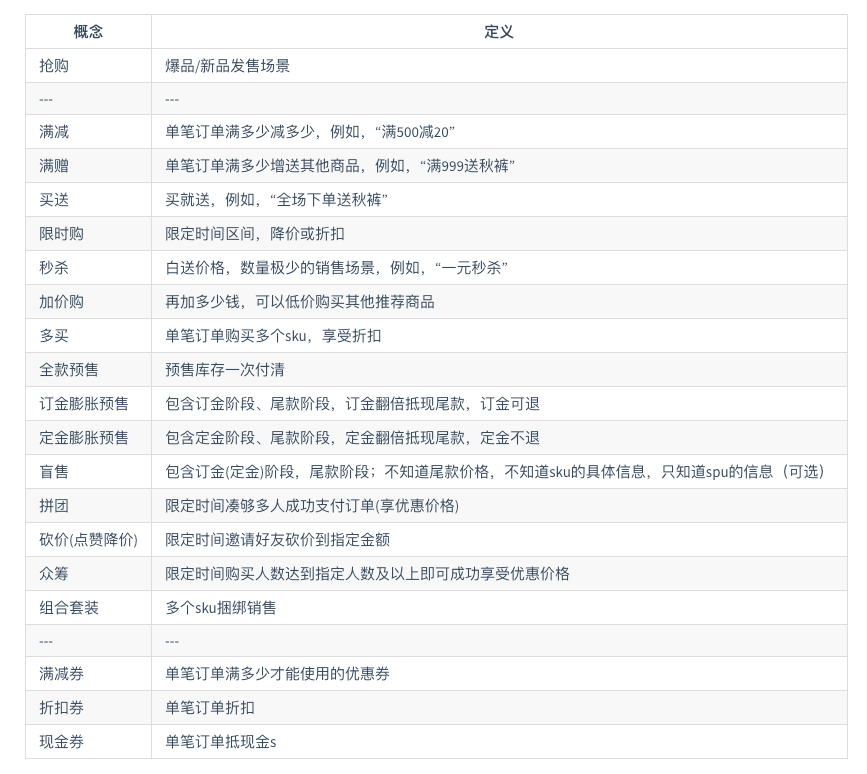 概念 定义
抢购 爆品/新品发售场景
--- ---
满减 单笔订单满多少减多少，例如，“满500减20”
满赠 单笔订单满多少增送其他商品，例如，“满999送秋裤”
买送 买就送，例如，“全场下单送秋裤”
限时购 限定时间区间，降价或折扣
秒杀 白送价格，数量极少的销售场景，例如，“一元秒杀”
加价购 再加多少钱，可以低价购买其他推荐商品
多买 单笔订单购买多个sku，享受折扣
全款预售 预售库存一次付清
订金膨胀预售 包含订金阶段、尾款阶段，订金翻倍抵现尾款，订金可退
定金膨胀预售 包含定金阶段、尾款阶段，定金翻倍抵现尾款，定金不退
盲售 包含订金(定金)阶段，尾款阶段；不知道尾款价格，不知道sku的具体信息，只知道spu的信息（可选）
拼团 限定时间凑够多人成功支付订单(享优惠价格)
砍价(点赞降价) 限定时间邀请好友砍价到指定金额
众筹 限定时间购买人数达到指定人数及以上即可成功享受优惠价格
组合套装 多个sku捆绑销售
--- ---
满减券 单笔订单满多少才能使用的优惠券
折扣券 单笔订单折扣
现金券 单笔订单抵现金s